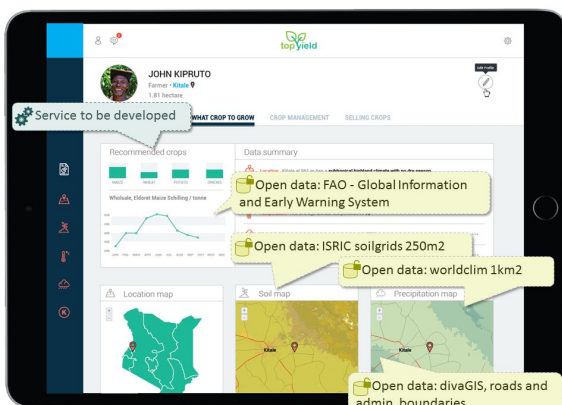 topyield
Edit Profile
JOHN KIPRUTO
Farmer • Kitale
1.81 hectare
Service to be developed
WHAT CROP TO GROW
CROP MANAGEMENT
SELLING CROPS
Recommended crops
Data summary
MAIZE
WHEAT
POTATO
ONIONS
Wholsale, Eldoret Maize Schilling / tonne
Open data: FAO - Global Information
and Early Warning System
Open data: ISRIC soilgrids 250m2
Open data: worldclim 1km2
Location map
Soil map
Precipitation map
Kitale
Kitale
K
Open data: divaGIS, roads and
admin. boundaries